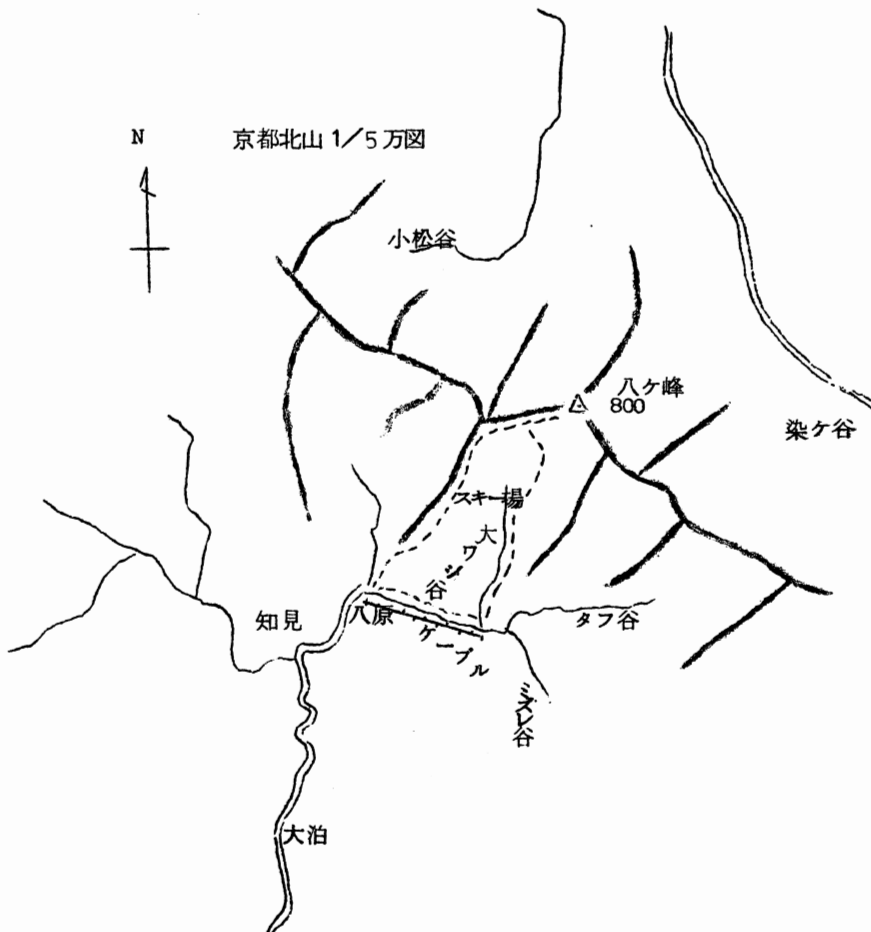 N
京都北山 1/5万図
小松谷
八ケ峰
800
染ケ谷
スキー場
大ワシ谷
知見
八原
ケーブル
タフ谷
ミズレ谷
大泊